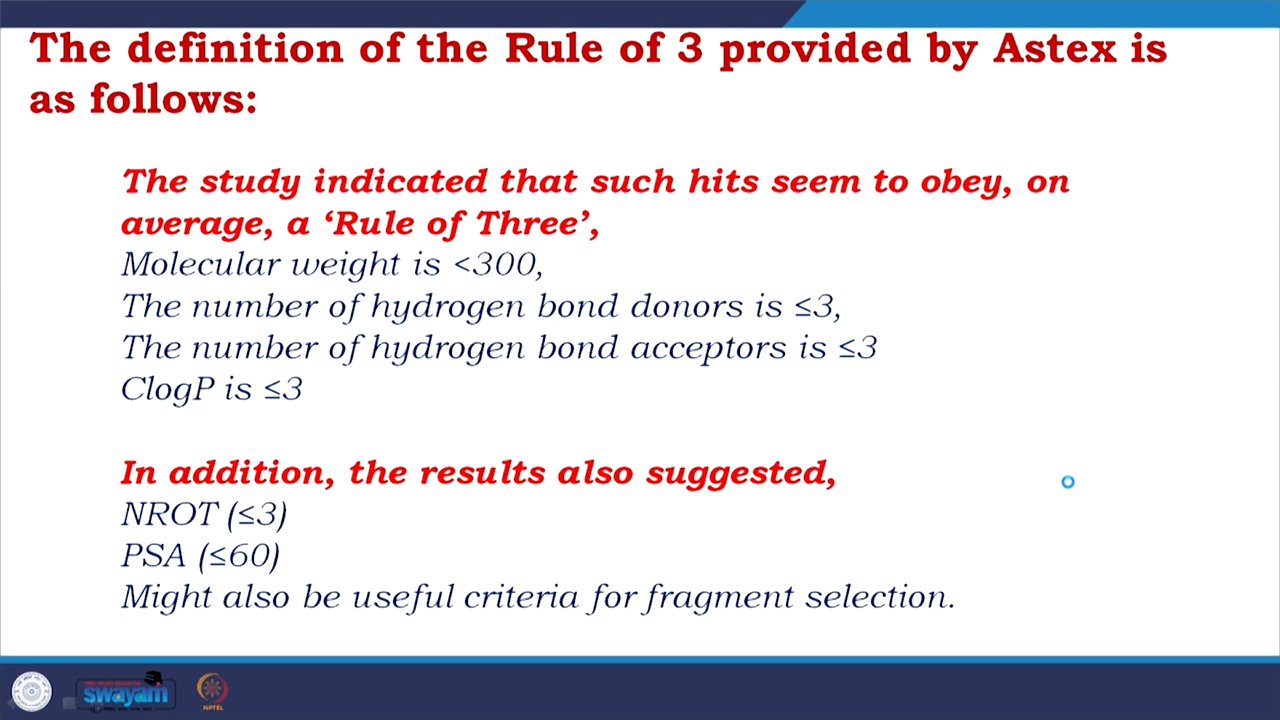 The definition of the Rule of 3 provided by Astex is
as follows:
The study indicated that such hits seem to obey, on
average, a ‘Rule of Three’,
Molecular weight is <300,
The number of hydrogen bond donors is ≤3,
The number of hydrogen bond acceptors is ≤3
ClogP is ≤3
In addition, the results also suggested,
NROT (≤3)
PSA (≤60)
Might also be useful criteria for fragment selection.
swayam
NPTEL